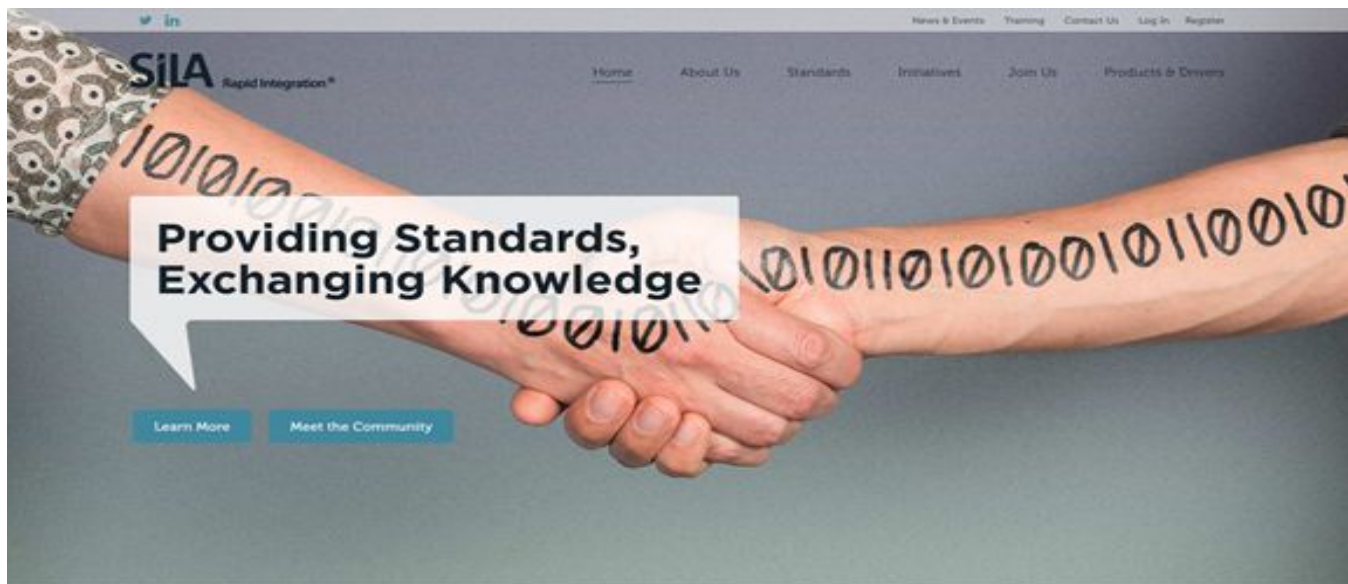 News & Events Training Contact Us Log in Register
SiLA Rapid Integration®
Home About Us Standards Initiatives Join Us Products & Drivers
Providing Standards,
Exchanging Knowledge
Learn More Meet the Community